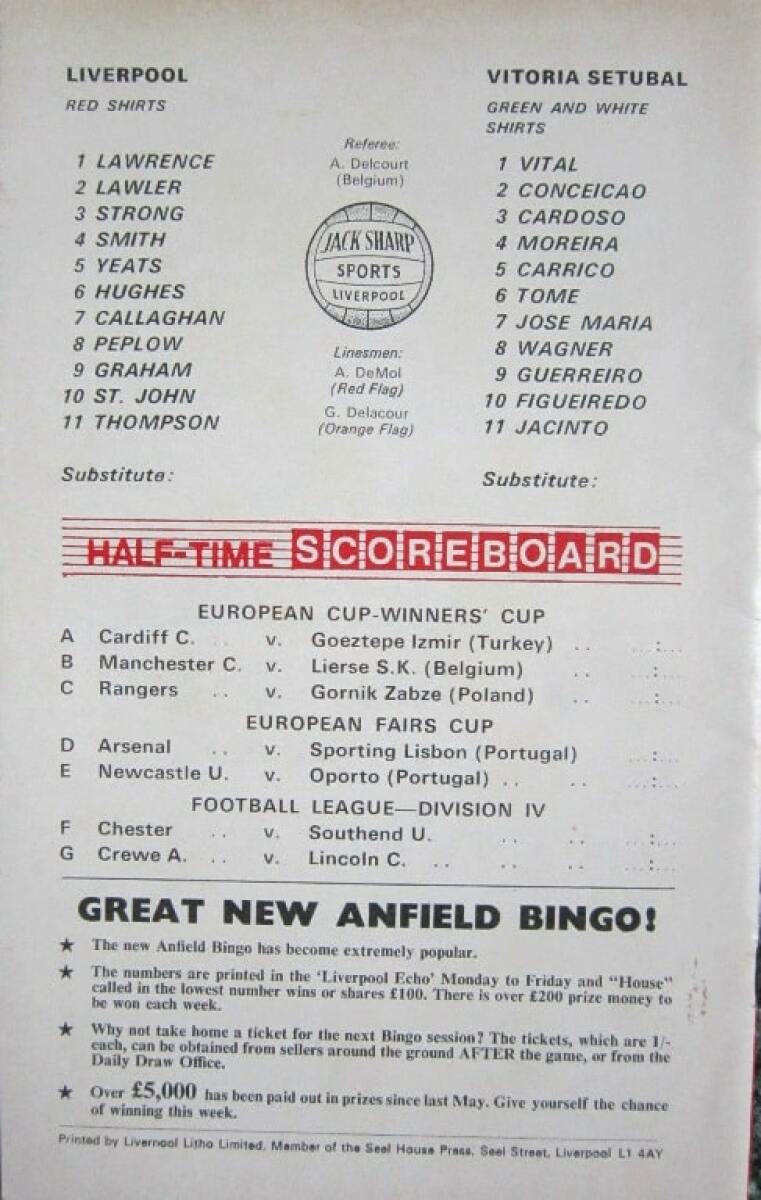 LIVERPOOL
RED SHIRTS
1 LAWRENCE
2 LAWLER
3 STRONG
4 SMITH
5 YEATS
6 HUGHES
7 CALLAGHAN
8 PEPLOW
9 GRAHAM
10 ST. JOHN
11 THOMPSON
Substitute:
Referee:
A. Delcourt
(Belgium)
JACK SHARP
SPORTS
LIVERPOOL
Linesmen:
A. DeMol
(Red Flag)
G. Delacour
(Orange Flag)
VITORIA SETUBAL
GREEN AND WHITE
SHIRTS
1 VITAL
2 CONCEICAO
3 CARDOSO
4 MOREIRA
5 CARRICO
6 TOME
7 JOSE MARIA
8 WAGNER
9 GUERREIRO
10 FIGUEIREDO
11 JACINTO
Substitute:
HALF-TIME SCOREBOARD
EUROPEAN CUP-WINNERS' CUP
A Cardiff C. .. v. Goeztepe Izmir (Turkey) .. ...:...
B Manchester C. v. Lierse S.K. (Belgium) .. ...:...
C Rangers .. v. Gornik Zabze (Poland) .. ...:...
EUROPEAN FAIRS CUP
D Arsenal .. v. Sporting Lisbon (Portugal) ...:...
E Newcastle U. v. Oporto (Portugal) .. .. ...:...
FOOTBALL LEAGUE—DIVISION IV
F Chester .. v. Southend U. .. .. ...:...
G Crewe A. .. v. Lincoln C. .. .. .. ...:...
GREAT NEW ANFIELD BINGO!
★ The new Anfield Bingo has become extremely popular.
★ The numbers are printed in the 'Liverpool Echo' Monday to Friday and "House"
called in the lowest number wins or shares £100. There is over £200 prize money to
be won each week.
★ Why not take home a ticket for the next Bingo session? The tickets, which are 1/-
each, can be obtained from sellers around the ground AFTER the game, or from the
Daily Draw Office.
★ Over £5,000 has been paid out in prizes since last May. Give yourself the chance
of winning this week.
Printed by Liverpool Litho Limited, Member of the Seel House Press, Seel Street, Liverpool L1 4AY